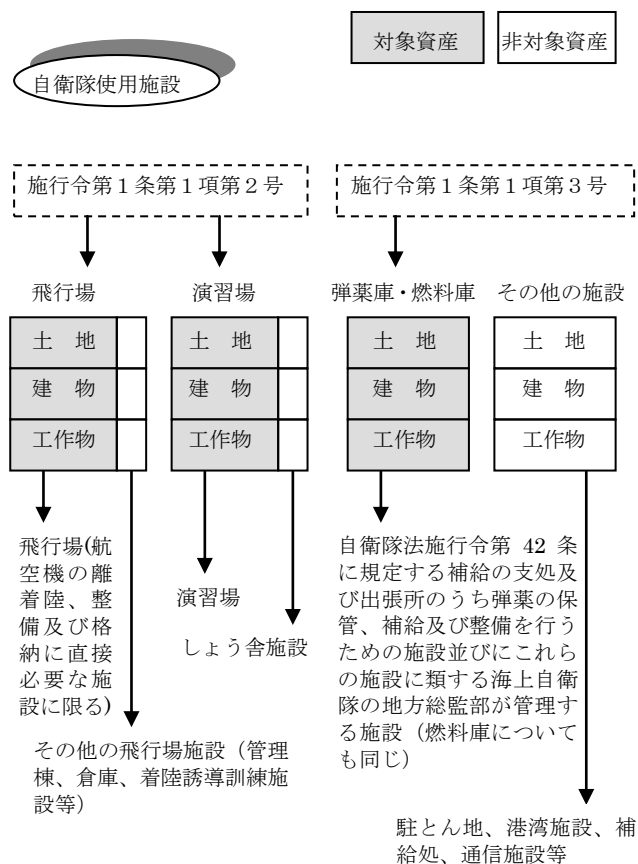 対象資産
非対象資産
自衛隊使用施設
施行令第1条第1項第2号
施行令第1条第1項第3号
飛行場
演習場
弾薬庫・燃料庫
その他の施設
土 地
土 地
土 地
土 地
建 物
建 物
建 物
建 物
工作物
工作物
工作物
工作物
飛行場(航
空機の離
着陸、整
備及び格
納に直接
必要な施
設に限る)
演習場
しょう舎施設
自衛隊法施行令第 42 条
に規定する補給の支処及
び出張所のうち弾薬の保
管、補給及び整備を行う
ための施設並びにこれら
の施設に類する海上自衛
隊の地方総監部が管理す
る施設（燃料庫について
も同じ）
その他の飛行場施設（管理
棟、倉庫、着陸誘導訓練施
設等）
駐とん地、港湾施設、補
給処、通信施設等